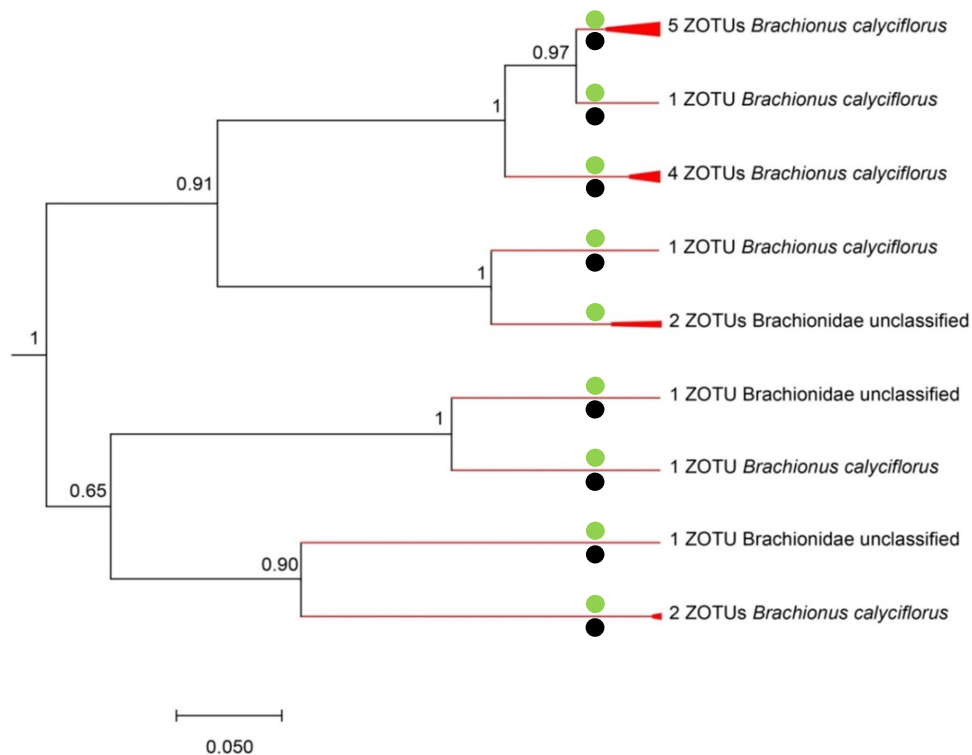 5 ZOTUs Brachionus calyciflorus
0.97
1 ZOTU Brachionus calyciflorus
1
4 ZOTUs Brachionus calyciflorus
0.91
1 ZOTU Brachionus calyciflorus
1
2 ZOTUs Brachionidae unclassified
1
1 ZOTU Brachionidae unclassified
1
1 ZOTU Brachionus calyciflorus
0.65
1 ZOTU Brachionidae unclassified
0.90
2 ZOTUs Brachionus calyciflorus
0.050